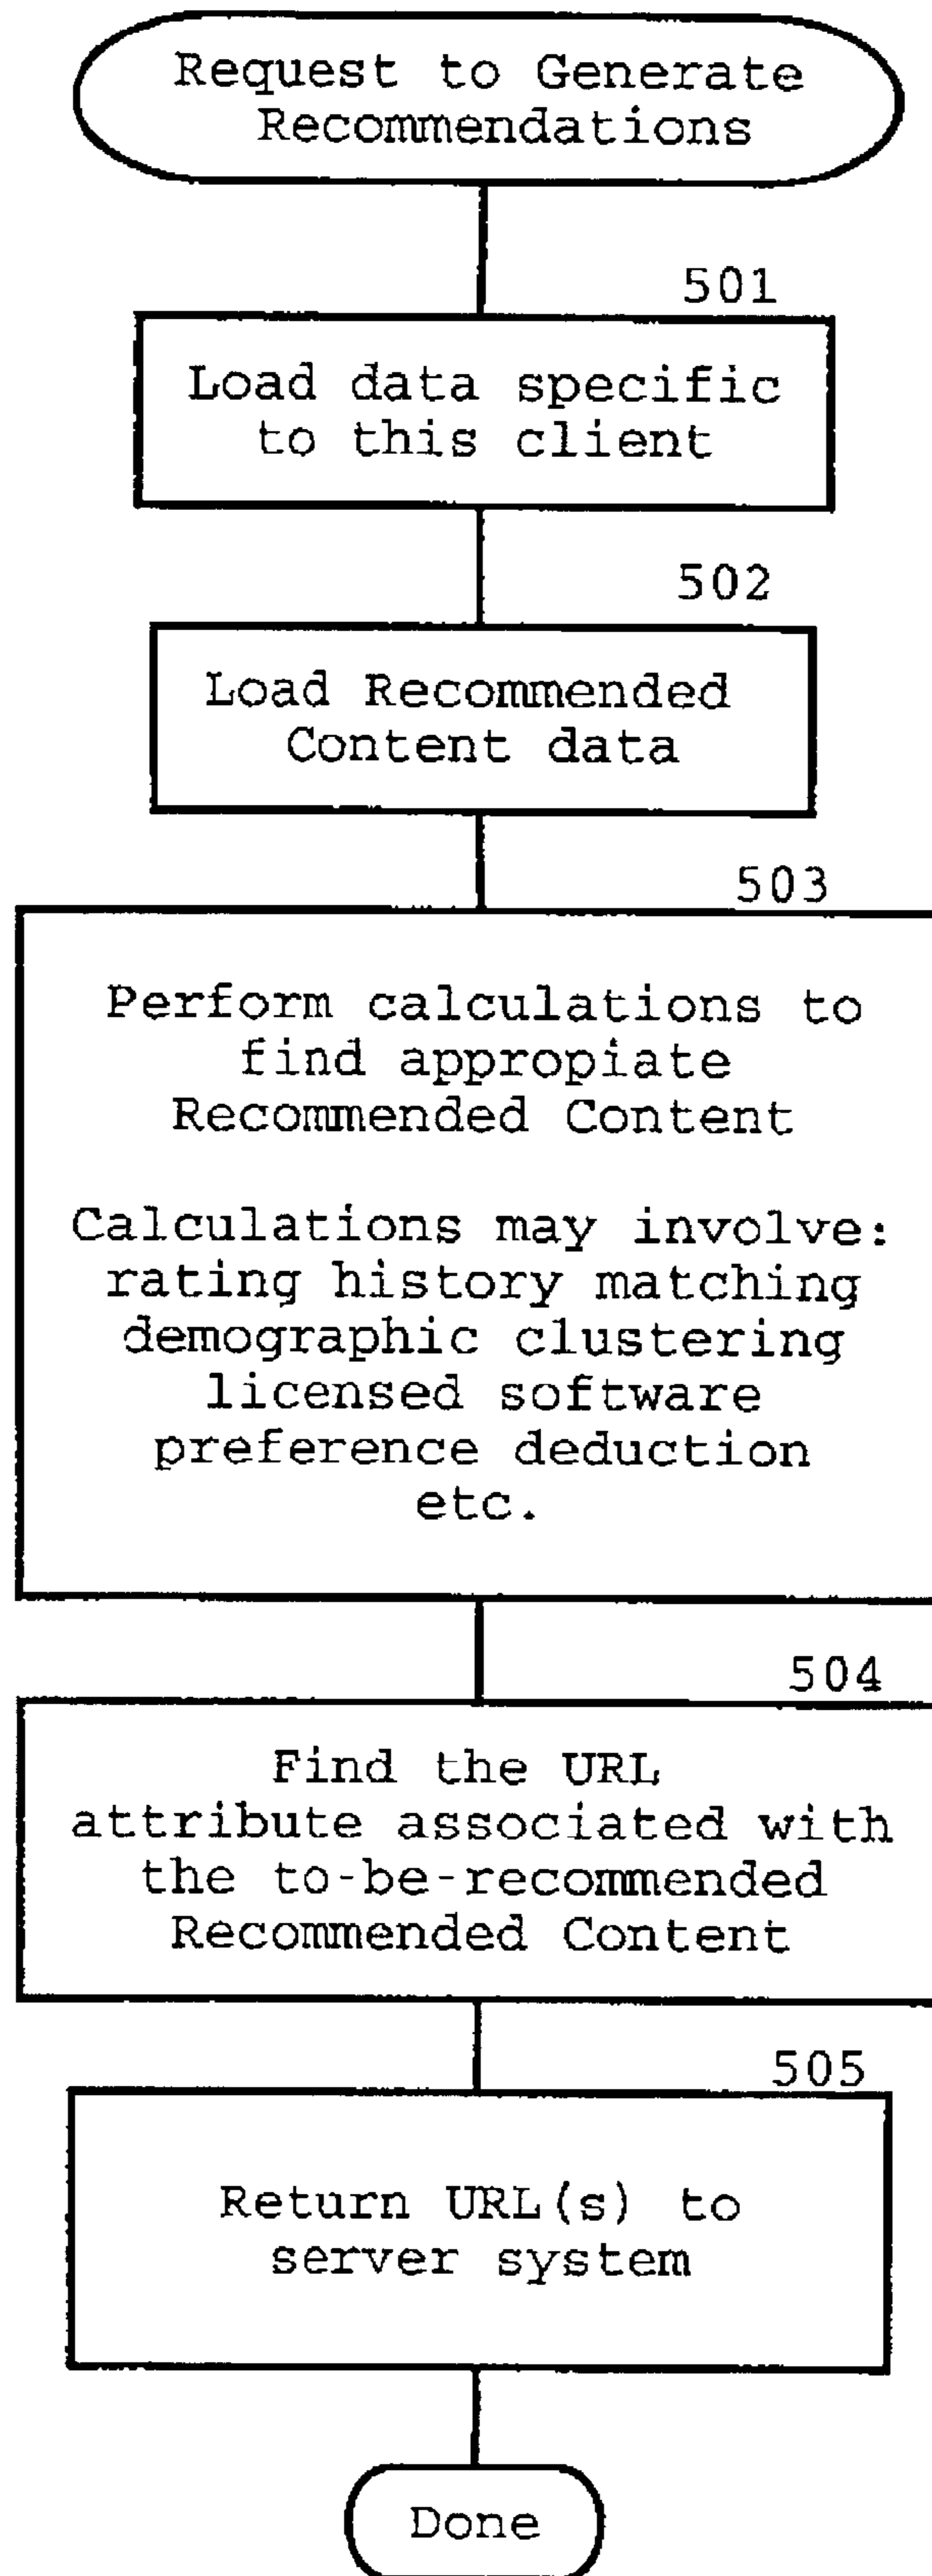 Request to Generate
Recommendations
501
Load data specific
to this client
502
Load Recommended
Content data
503
Perform calculations to
find appropiate
Recommended Content
Calculations may involve:
rating history matching
demographic clustering
licensed software
preference deduction
etc.
504
Find the URL
attribute associated with
the to-be-recommended
Recommended Content
505
Return URL(s) to
server system
Done